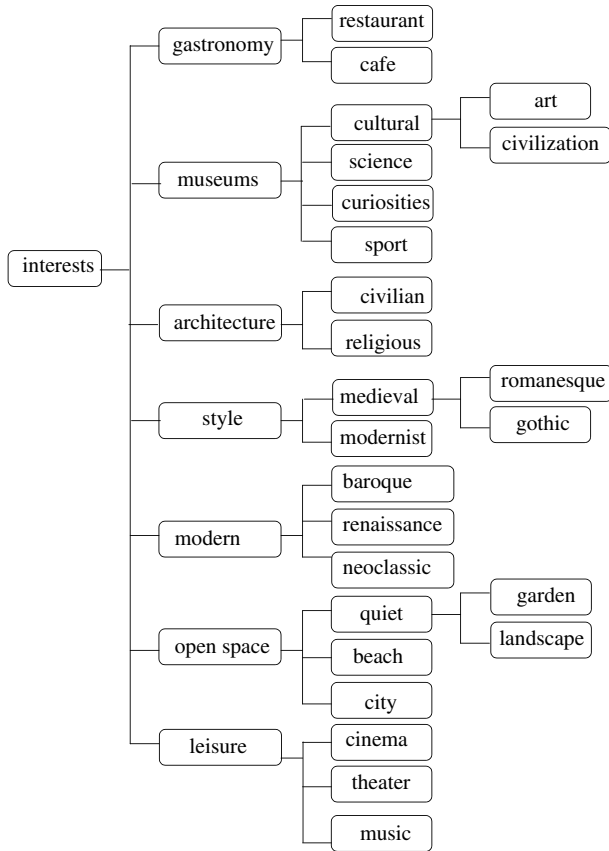 interests
gastronomy
restaurant
cafe
museums
cultural
art
civilization
science
curiosities
sport
architecture
civilian
religious
style
medieval
romanesque
gothic
modernist
modern
baroque
renaissance
neoclassic
open space
quiet
garden
landscape
beach
city
leisure
cinema
theater
music